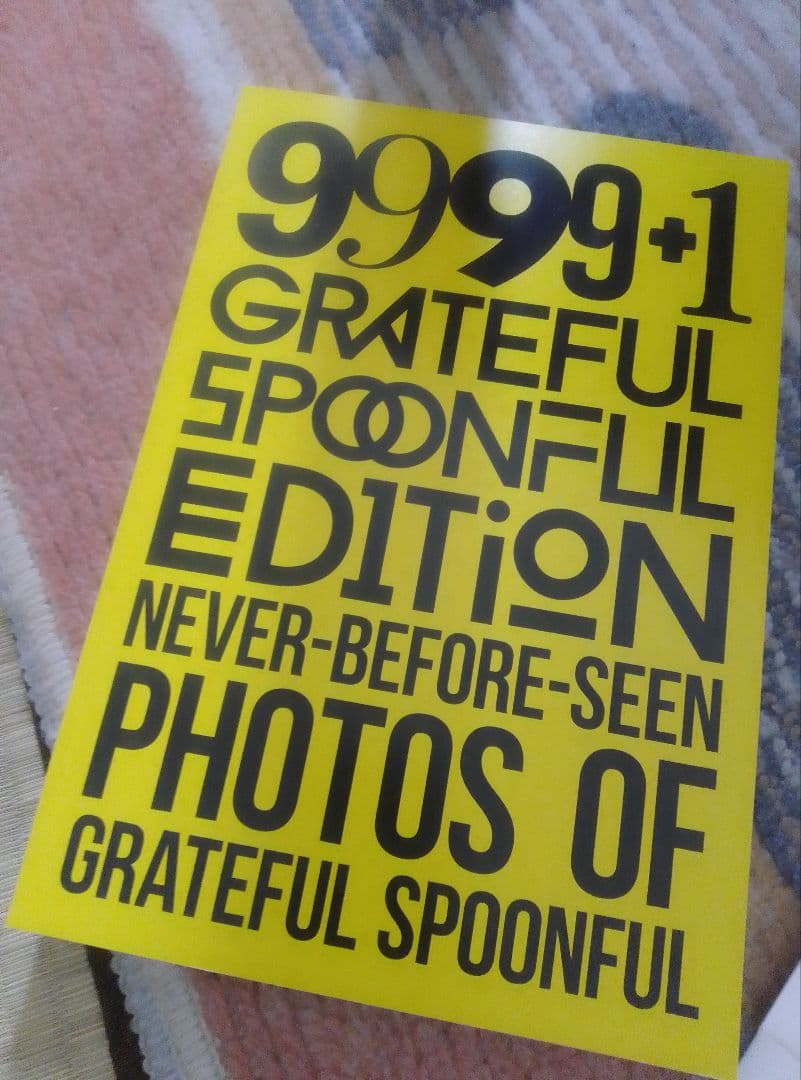 9999+1
GRATEFUL
SPOONFUL
EDITiON
NEVER-BEFORE-SEEN
PHOTOS OF
GRATEFUL SPOONFUL